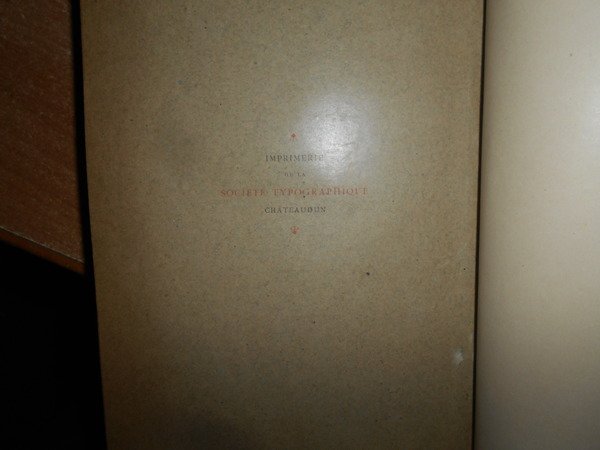 IMPRIMERIE
DE LA
SOCIÉTÉ TYPOGRAPHIQUE
CHÂTEAUDUN